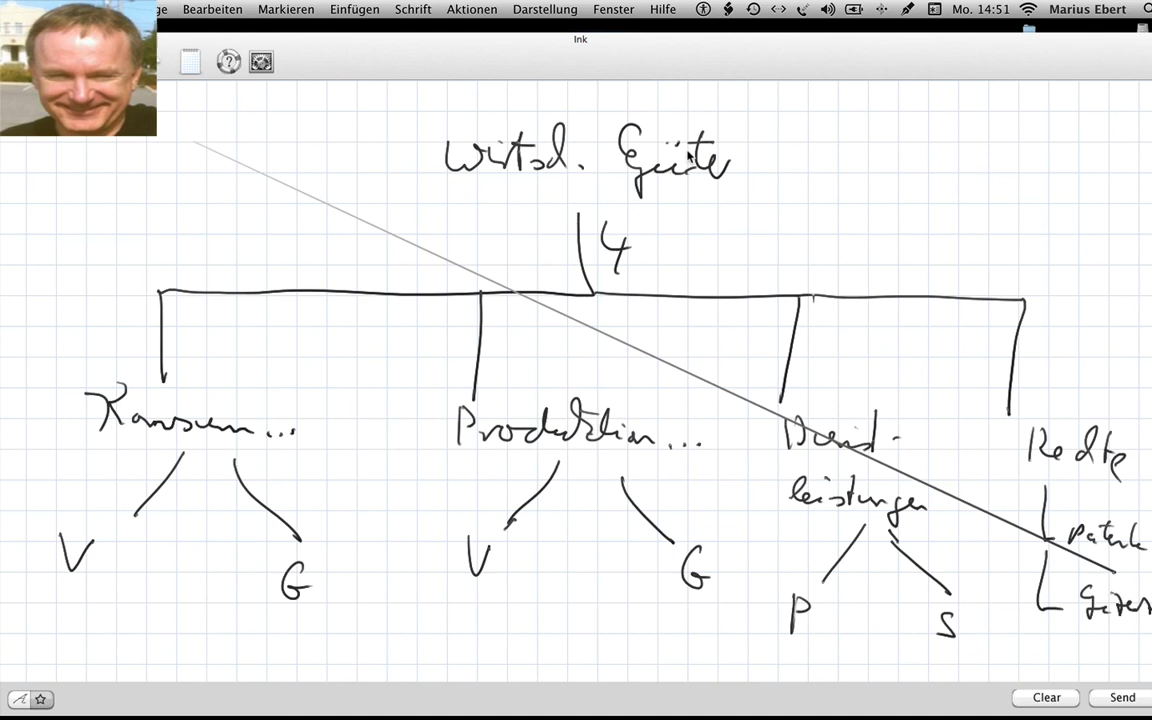 ge Bearbeiten Markieren Einfügen Schrift Aktionen Darstellung Fenster Hilfe Mo. 14:51 Marius Ebert
Ink
Wirtsch. Güter
4
Konsum...
Produktion...
Dienst-
leistungen
Rechte
V
G
V
G
P
S
Patente
Clear
Send